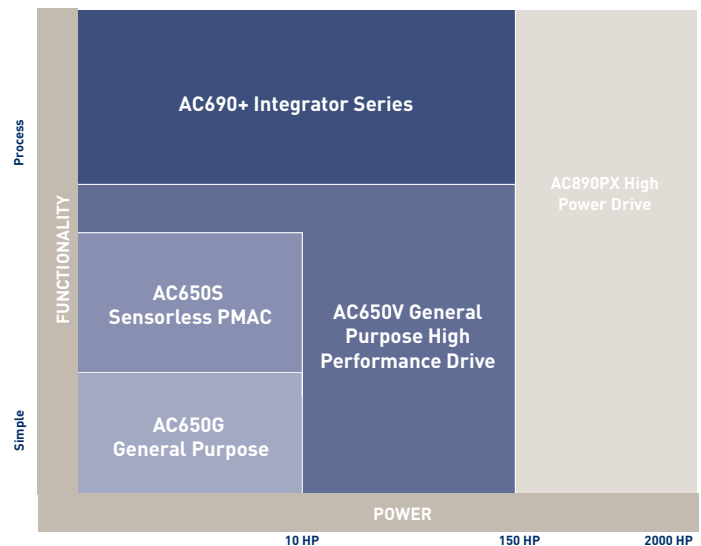 Process
FUNCTIONALITY
Simple
AC690+ Integrator Series
AC890PX High
Power Drive
AC650S
Sensorless PMAC
AC650V General
Purpose High
Performance Drive
AC650G
General Purpose
POWER
10 HP
150 HP
2000 HP